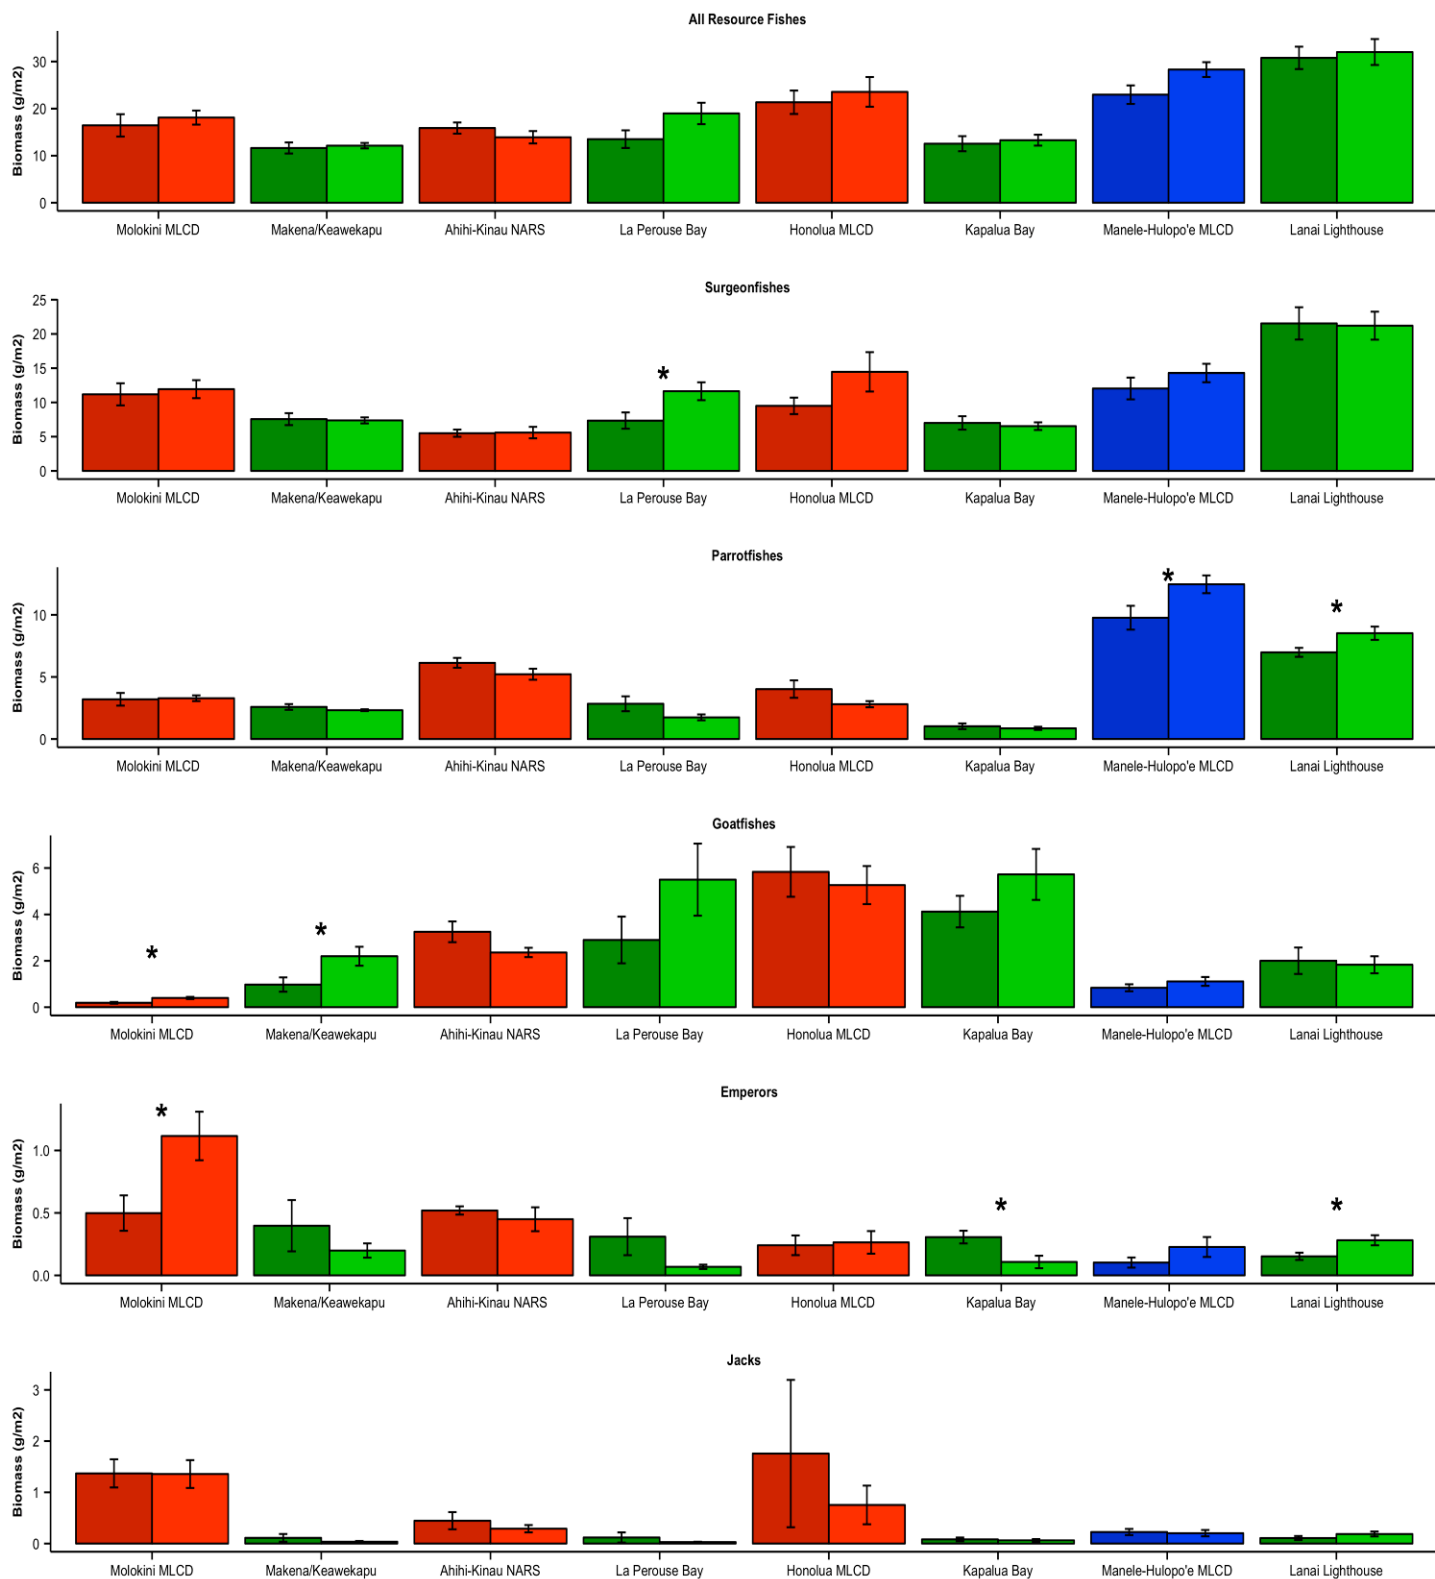 All Resource Fishes
Biomass (g/m2)
30
20
10
0
Molokini MLCD Makena/Keawekapu Ahihi-Kinau NARS La Perouse Bay Honolua MLCD Kapalua Bay Manele-Hulopo'e MLCD Lanai Lighthouse
Surgeonfishes
Biomass (g/m2)
25
20
15
10
5
0
*
Molokini MLCD Makena/Keawekapu Ahihi-Kinau NARS La Perouse Bay Honolua MLCD Kapalua Bay Manele-Hulopo'e MLCD Lanai Lighthouse
Parrotfishes
Biomass (g/m2)
10
5
0
* *
Molokini MLCD Makena/Keawekapu Ahihi-Kinau NARS La Perouse Bay Honolua MLCD Kapalua Bay Manele-Hulopo'e MLCD Lanai Lighthouse
Goatfishes
Biomass (g/m2)
6
4
2
0
* *
Molokini MLCD Makena/Keawekapu Ahihi-Kinau NARS La Perouse Bay Honolua MLCD Kapalua Bay Manele-Hulopo'e MLCD Lanai Lighthouse
Emperors
Biomass (g/m2)
1.0
0.5
0.0
* * *
Molokini MLCD Makena/Keawekapu Ahihi-Kinau NARS La Perouse Bay Honolua MLCD Kapalua Bay Manele-Hulopo'e MLCD Lanai Lighthouse
Jacks
Biomass (g/m2)
3
2
1
0
Molokini MLCD Makena/Keawekapu Ahihi-Kinau NARS La Perouse Bay Honolua MLCD Kapalua Bay Manele-Hulopo'e MLCD Lanai Lighthouse